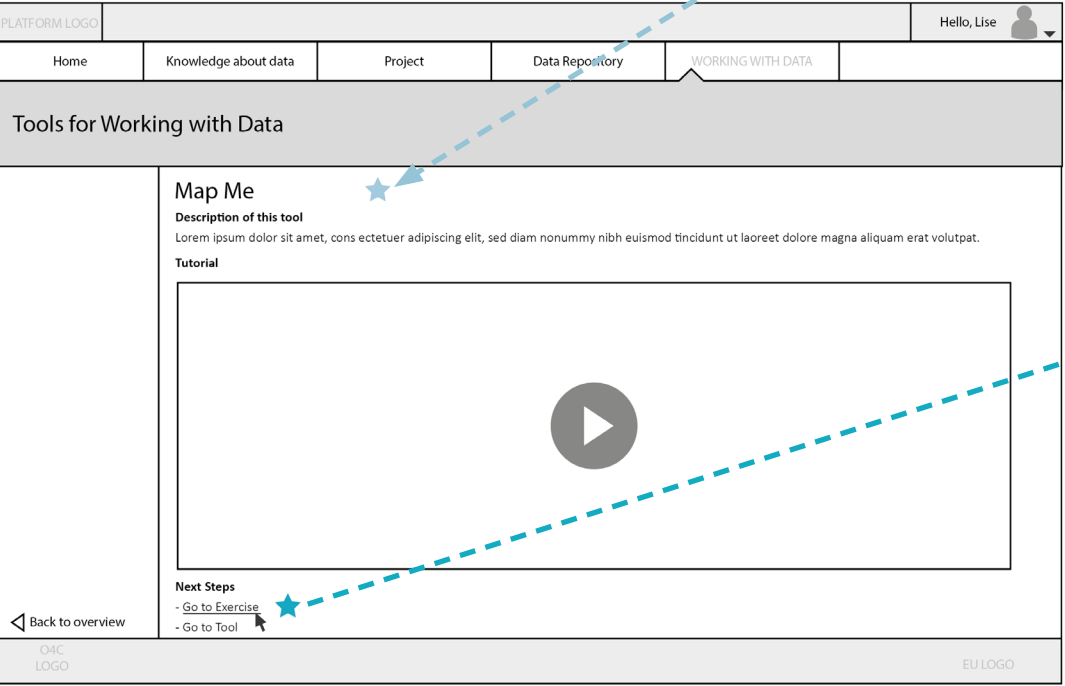 PLATFORM LOGO
Hello, Lise
Home
Knowledge about data
Project
Data Repository
WORKING WITH DATA
Tools for Working with Data
Map Me
Description of this tool
Lorem ipsum dolor sit amet, cons ectetuer adipiscing elit, sed diam nonummy nibh euismod tincidunt ut laoreet dolore magna aliquam erat volutpat.
Tutorial
Next Steps
- Go to Exercise
- Go to Tool
Back to overview
O4C
LOGO
EU LOGO